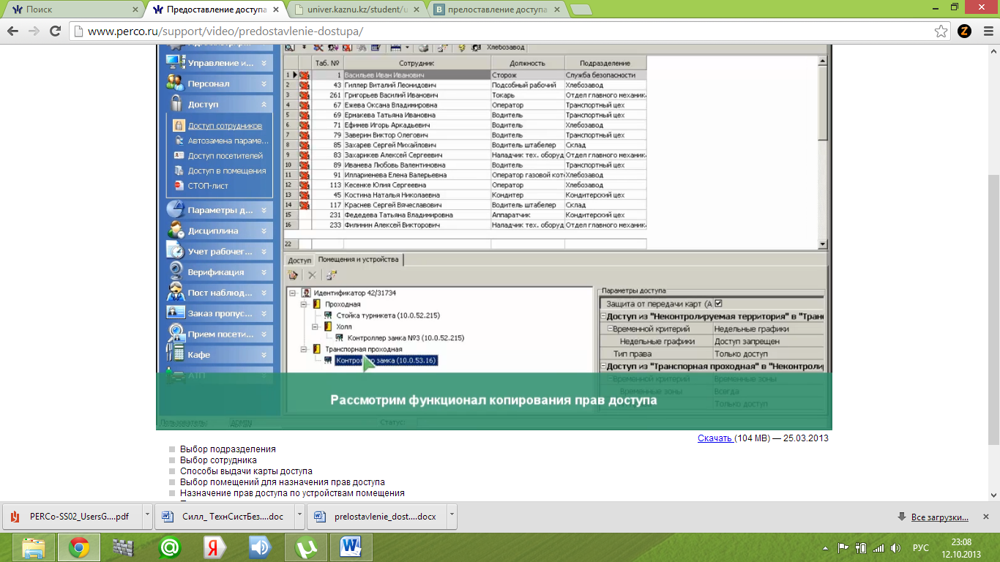 Поиск
Предоставление доступа
univer.kaznu.kz/student/u
прелоставление доступа
www.perco.ru/support/video/predostavlenie-dostupa/
Хлебозавод
Управление и...
Персонал
Доступ
Доступ сотрудников
Автозамена параме...
Доступ посетителей
Доступ в помещения
СТОП-лист
Параметры д...
Дисциплина
Учет рабочег...
Верификация
Пост наблюд...
Заказ пропус...
Прием посети...
Кафе
АТП
Таб. № Сотрудник Должность Подразделение
1 1 Васильев Иван Иванович Сторож Служба безопасности
2 43 Гиллер Виталий Леонидович Подсобный рабочий Хлебозавод
3 261 Григорьев Василий Иванович Токарь Отдел главного механик
4 67 Ежева Оксана Владимировна Оператор Транспортный цех
5 69 Ермакева Татьяна Ивановна Водитель Транспортный цех
6 71 Ефимев Игорь Аркадьевич Водитель Хлебозавод
7 79 Заверин Виктор Олегович Водитель Транспортный цех
8 85 Захарев Сергей Михайлович Водитель штабелер Склад
9 83 Захарикев Алексей Сергеевич Наладчик тех. оборуд Отдел главного механик
10 89 Иванева Любовь Валентиновна Водитель Транспортный цех
11 91 Иллариенева Елена Валерьевна Оператор газовой кот Хлебозавод
12 113 Кесенке Юлия Сергеевна Оператор Хлебозавод
13 45 Костина Наталья Николаевна Кондитер Кондитерский цех
14 117 Краснев Сергей Вячеславович Водитель штабелер Склад
15 231 Федедева Татьяна Владимировна Аппаратчик Кондитерский цех
16 233 Филинин Алексей Викторович Наладчик тех. оборуд Отдел главного механик
22
Доступ Помещения и устройства
Идентификатор 42/31734
Проходная
Стойка турникета (10.0.52.215)
Холл
Контроллер замка №3 (10.0.52.215)
Транспорная проходная
Контроллер замка (10.0.53.16)
Параметры доступа
Защита от передачи карт (А
Доступ из "Неконтролируемая территория" в "Тран
Временной критерий Недельные графики
Недельные графики Доступ запрещен
Тип права Только доступ
Доступ из "Транспорная проходная" в "Неконтроли
Временной критерий Временные зоны
Временные зоны Всегда
Только доступ
Рассмотрим функционал копирования прав доступа
Пользователь: ADMIN Статус:
Скачать (104 MB) — 25.03.2013
Выбор подразделения
Выбор сотрудника
Способы выдачи карты доступа
Выбор помещений для назначения прав доступа
Назначение прав доступа по устройствам помещения
PERCo-SS02_UsersG....pdf
Силл_ ТехнСистБез....doc
prelostavlenie_dost....docx
Все загрузки...
РУС
23:08
12.10.2013